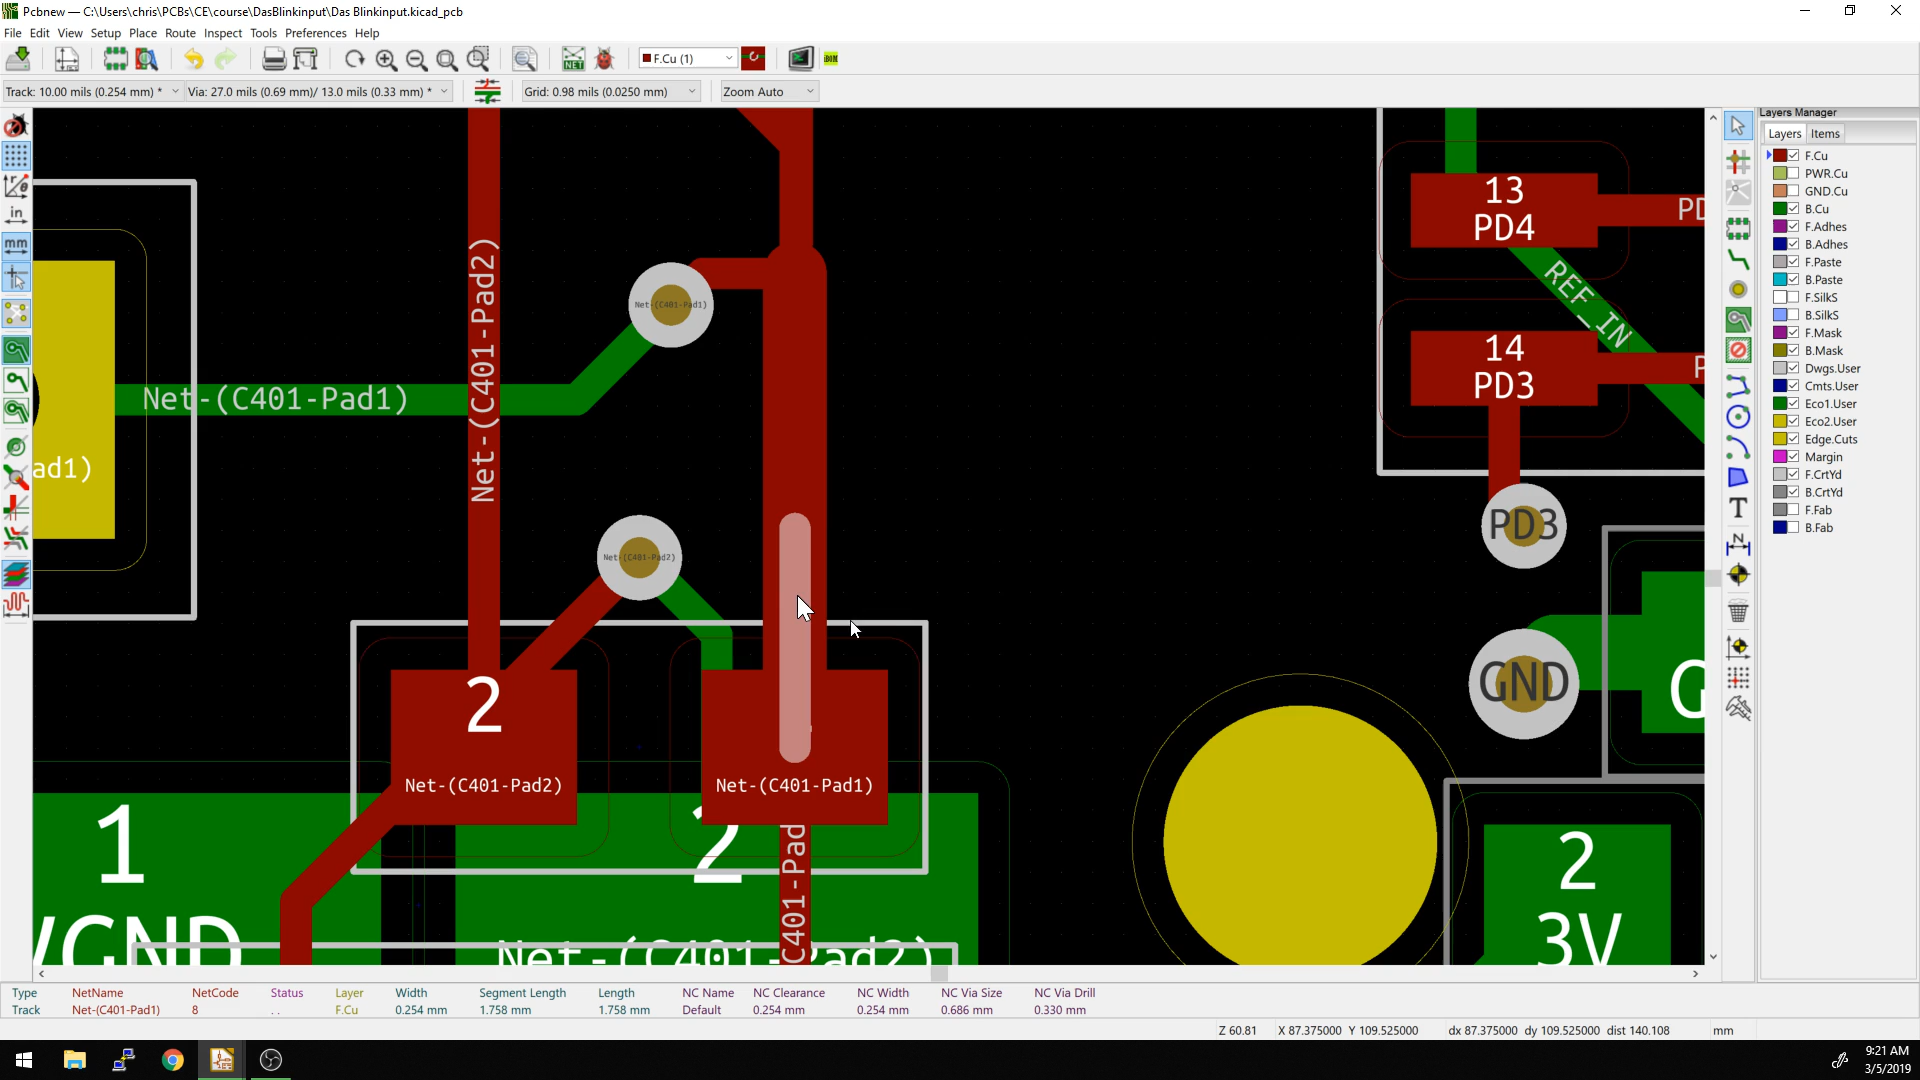 Pcbnew — C:\Users\chris\PCBs\CE\course\DasBlinkinput\Das Blinkinput.kicad_pcb
File Edit View Setup Place Route Inspect Tools Preferences Help
NET
F.Cu (1)
BOM
Track: 10.00 mils (0.254 mm) *
Via: 27.0 mils (0.69 mm)/ 13.0 mils (0.33 mm) *
Grid: 0.98 mils (0.0250 mm)
Zoom Auto
in
mm
Layers Manager
Layers Items
F.Cu
PWR.Cu
GND.Cu
B.Cu
F.Adhes
B.Adhes
F.Paste
B.Paste
F.SilkS
B.SilkS
F.Mask
B.Mask
Dwgs.User
Cmts.User
Eco1.User
Eco2.User
Edge.Cuts
Margin
F.CrtYd
B.CrtYd
F.Fab
B.Fab
13
PD4
PD
REF_IN
14
PD3
PD3
GND
G
Net-(C401-Pad2)
Net-(C401-Pad1)
Net-(C401-Pad1)
ad1)
Net-(C401-Pad2)
2
Net-(C401-Pad2)
Net-(C401-Pad1)
1
VGND
2
Net-(C401-Pad2)
C401-Pad
2
3V
Type NetName NetCode Status Layer Width Segment Length Length NC Name NC Clearance NC Width NC Via Size NC Via Drill
Track Net-(C401-Pad1) 8 .. F.Cu 0.254 mm 1.758 mm 1.758 mm Default 0.254 mm 0.254 mm 0.686 mm 0.330 mm
Z 60.81 X 87.375000 Y 109.525000 dx 87.375000 dy 109.525000 dist 140.108 mm
9:21 AM
3/5/2019